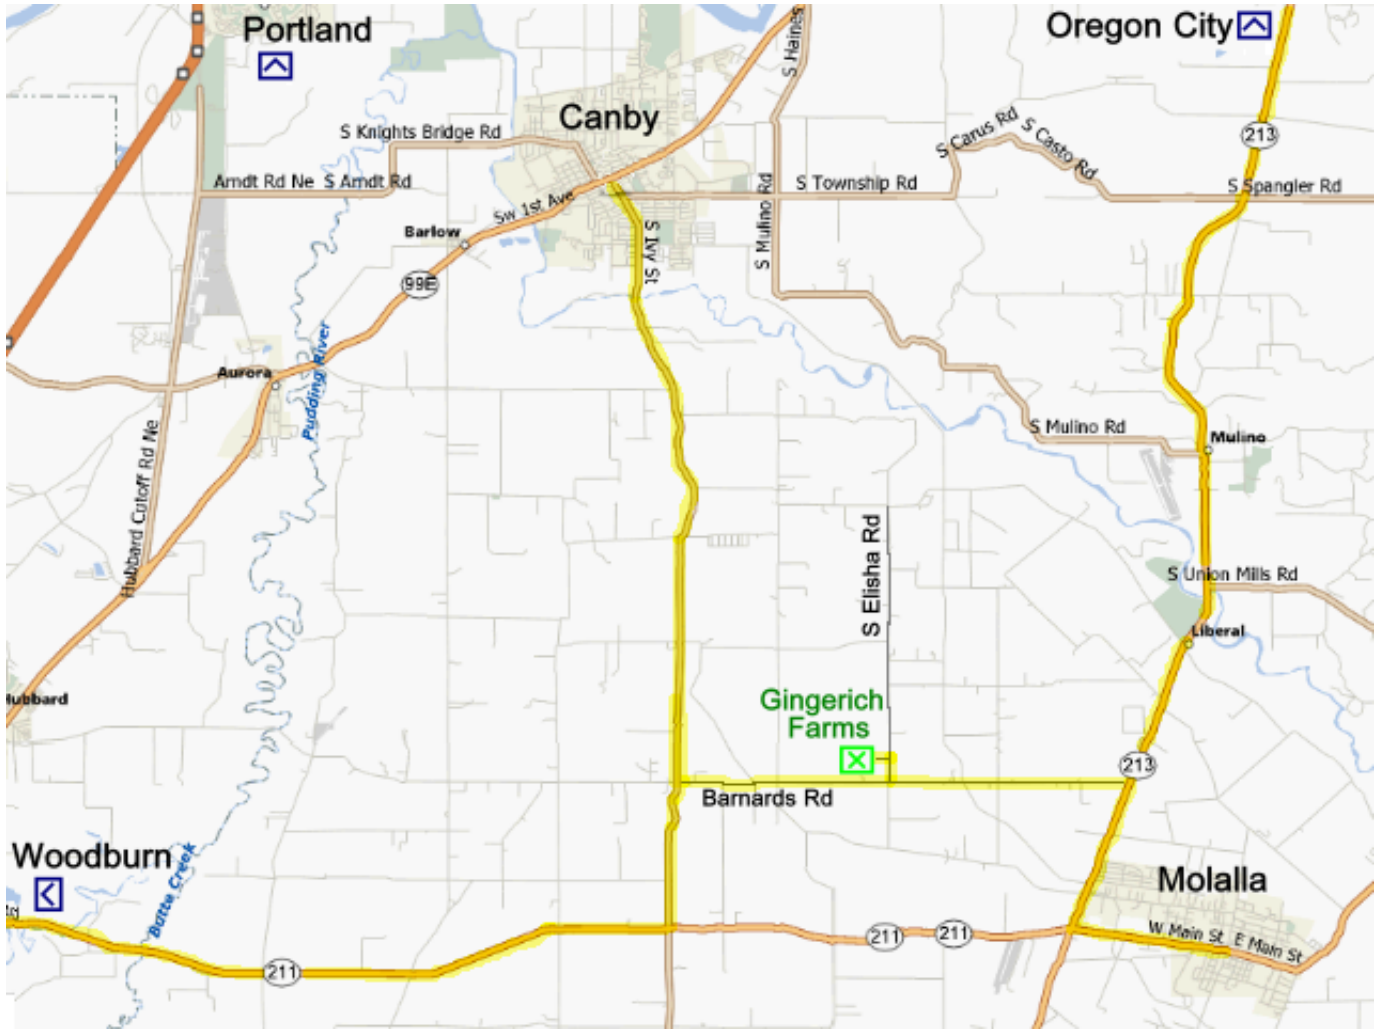 Portland
Oregon City
Canby
213
S Haines
S Knights Bridge Rd
S Carus Rd
S Casto Rd
Arndt Rd Ne S Arndt Rd
S Township Rd
S Spangler Rd
Sw 1st Ave
S Mulino Rd
Barlow
S Ivy St
99E
Pudding River
Aurora
S Mulino Rd
Mulino
Hubbard Cutoff Rd Ne
S Elisha Rd
S Union Mills Rd
Liberal
Hubbard
Gingerich
Farms
213
Barnards Rd
Woodburn
Butte Creek
Molalla
W Main St E Main St
211
211
211